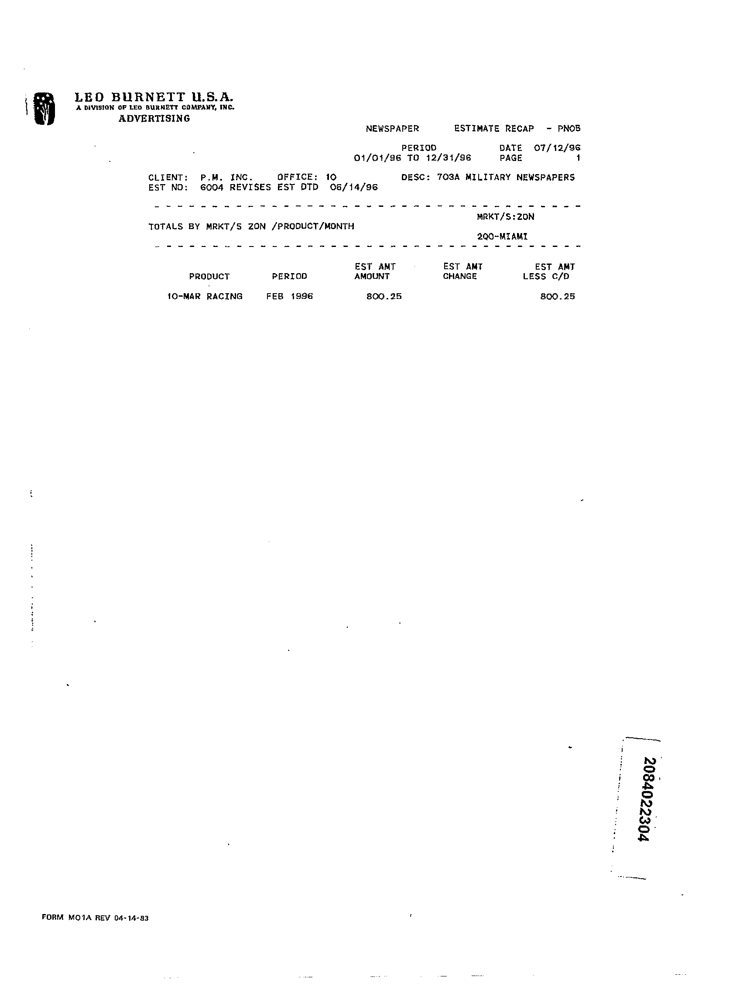 LEO BURNETT U.S.A.
A DIVISION OF LEO BURNETT COMPANY, INC.
ADVERTISING
NEWSPAPER ESTIMATE RECAP - PNOB
PERIOD DATE 07/12/96
01/01/96 TO 12/31/96 PAGE 1
CLIENT: P.M. INC. OFFICE: 10 DESC: 703A MILITARY NEWSPAPERS
EST NO: 6004 REVISES EST DTD 06/14/96
MRKT/S:ZON
TOTALS BY MRKT/S ZON /PRODUCT/MONTH
200-MIAMI
EST AMT EST AMT EST AMT
PRODUCT PERIOD AMOUNT CHANGE LESS C/D
10-MAR RACING FEB 1996 800.25 800.25
2084022304
FORM MO1A REV 04-14-83